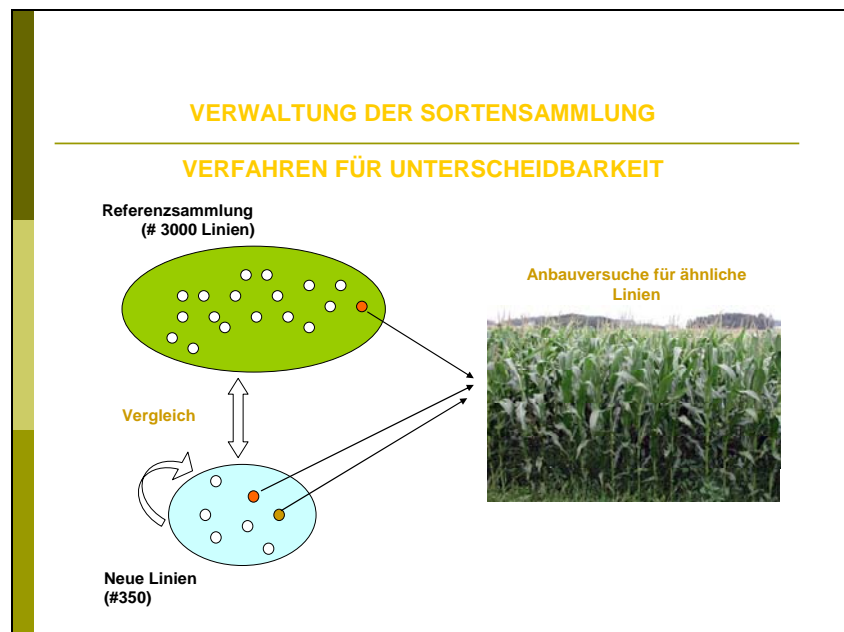 VERWALTUNG DER SORTENSAMMLUNG
VERFAHREN FÜR UNTERSCHEIDBARKEIT
Referenzsammlung
(# 3000 Linien)
Anbauversuche für ähnliche
Linien
Vergleich
Neue Linien
(#350)